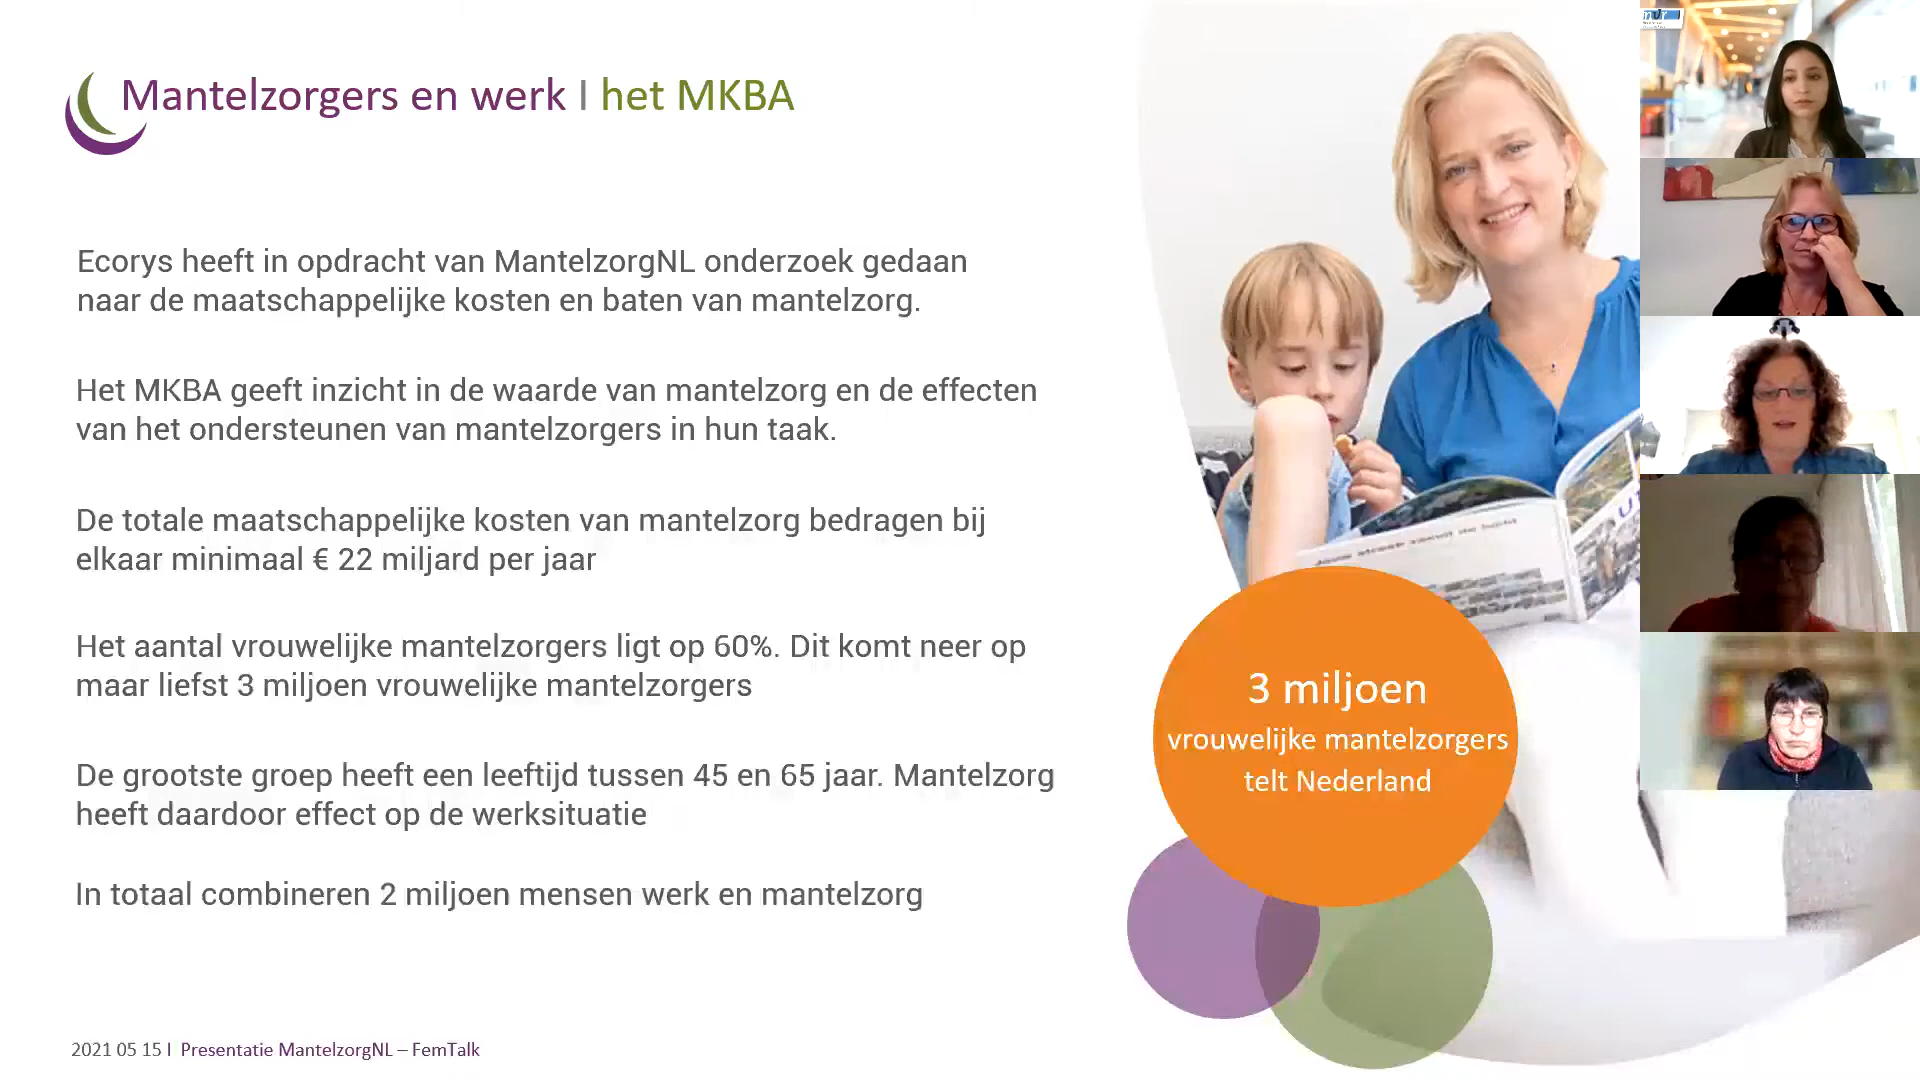 Mantelzorgers en werk I het MKBA
Ecorys heeft in opdracht van MantelzorgNL onderzoek gedaan
naar de maatschappelijke kosten en baten van mantelzorg.
Het MKBA geeft inzicht in de waarde van mantelzorg en de effecten
van het ondersteunen van mantelzorgers in hun taak.
De totale maatschappelijke kosten van mantelzorg bedragen bij
elkaar minimaal € 22 miljard per jaar
Het aantal vrouwelijke mantelzorgers ligt op 60%. Dit komt neer op
maar liefst 3 miljoen vrouwelijke mantelzorgers
De grootste groep heeft een leeftijd tussen 45 en 65 jaar. Mantelzorg
heeft daardoor effect op de werksituatie
In totaal combineren 2 miljoen mensen werk en mantelzorg
3 miljoen
vrouwelijke mantelzorgers
telt Nederland
2021 05 15 I Presentatie MantelzorgNL – FemTalk